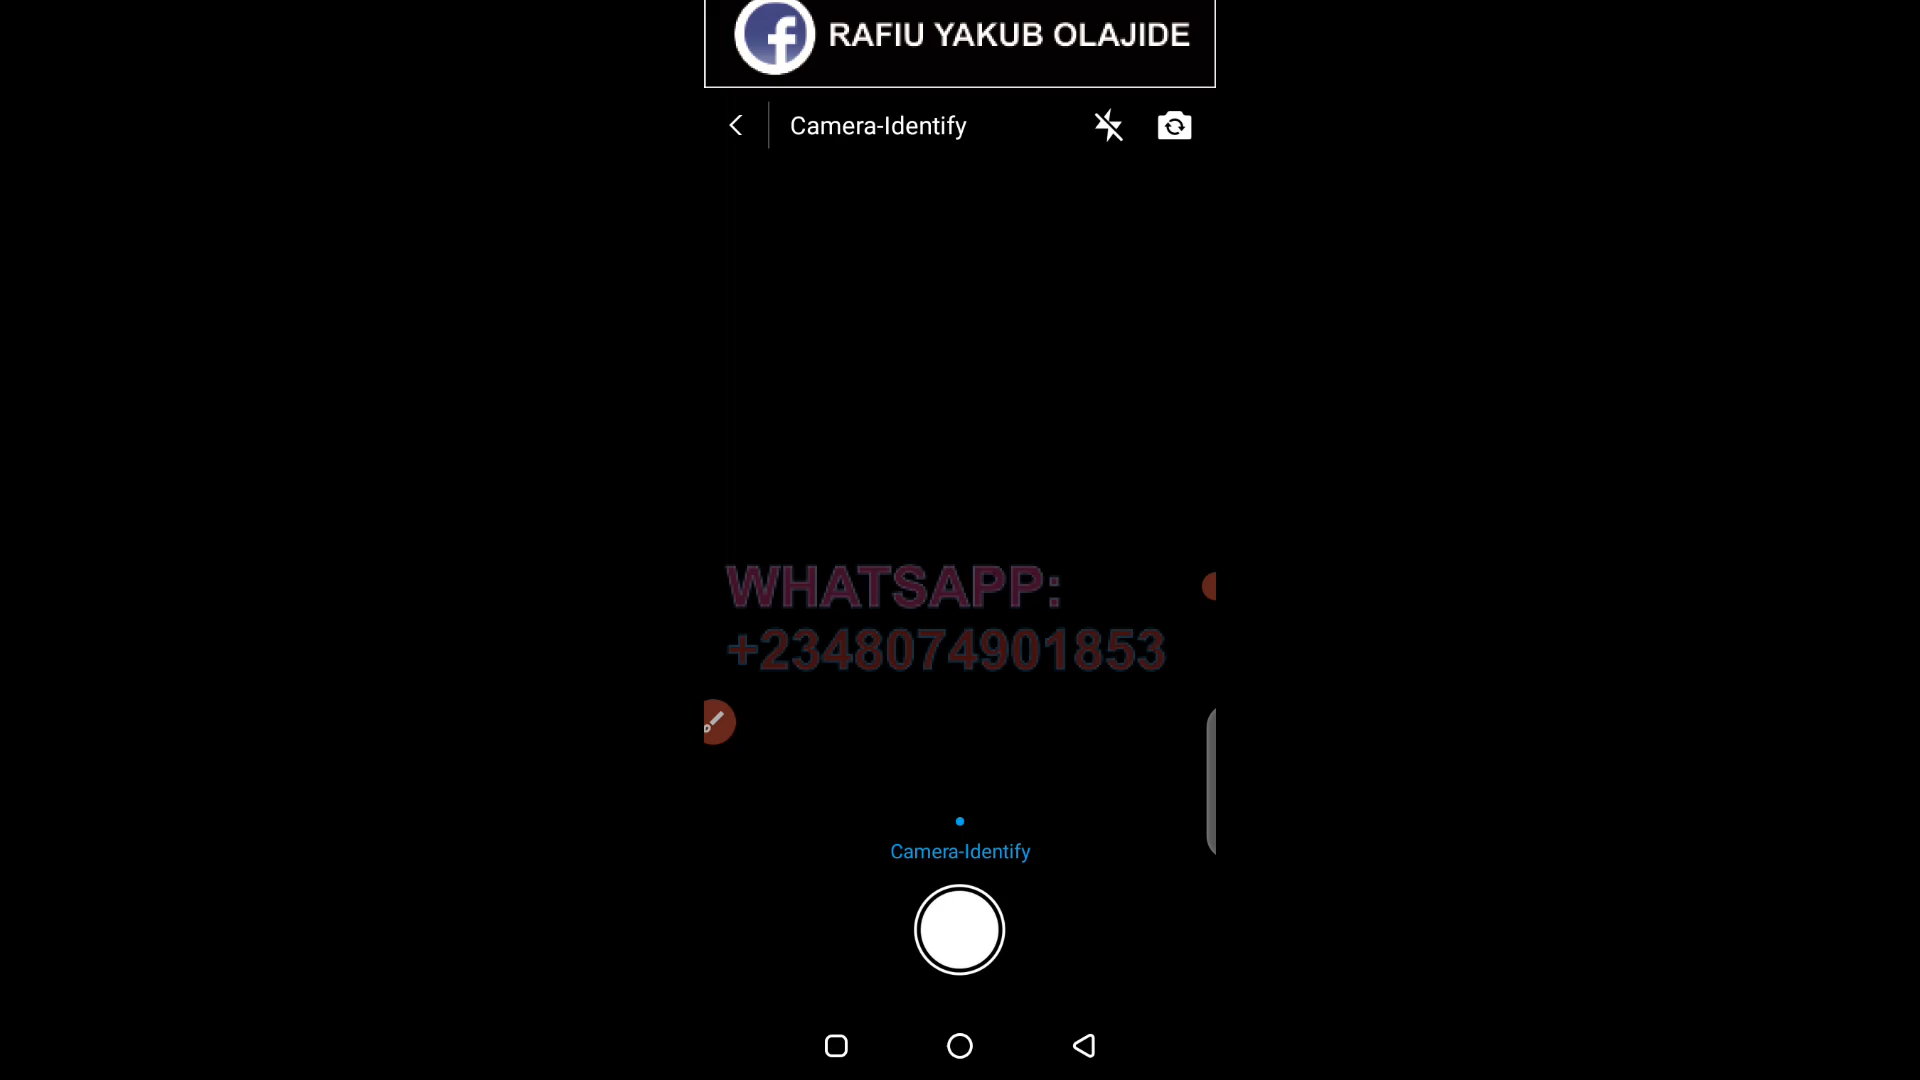 RAFIU YAKUB OLAJIDE
Camera-Identify
WHATSAPP:
+2348074901853
Camera-Identify